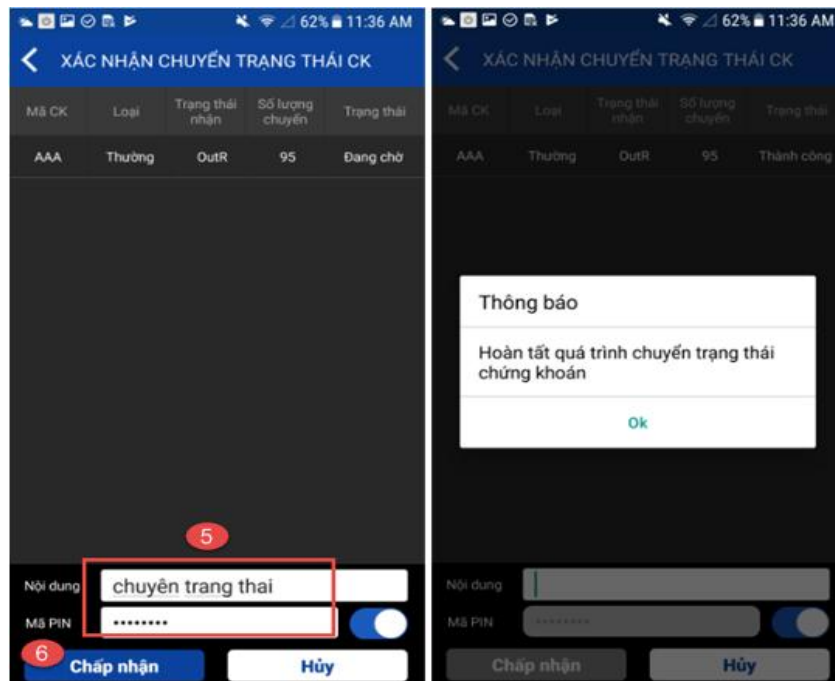 62% 11:36 AM
XÁC NHẬN CHUYỂN TRẠNG THÁI CK
Mã CK Loại Trạng thái nhận Số lượng chuyển Trạng thái
AAA Thường OutR 95 Đang chờ
5
Nội dung chuyên trang thai
Mã PIN ••••••••
6
Chấp nhận Hủy
62% 11:36 AM
XÁC NHẬN CHUYỂN TRẠNG THÁI CK
Mã CK Loại Trạng thái nhận Số lượng chuyển Trạng thái
AAA Thường OutR 95 Thành công
Thông báo
Hoàn tất quá trình chuyển trạng thái
chứng khoán
Ok
Nội dung
Mã PIN ••••••••
Chấp nhận Hủy